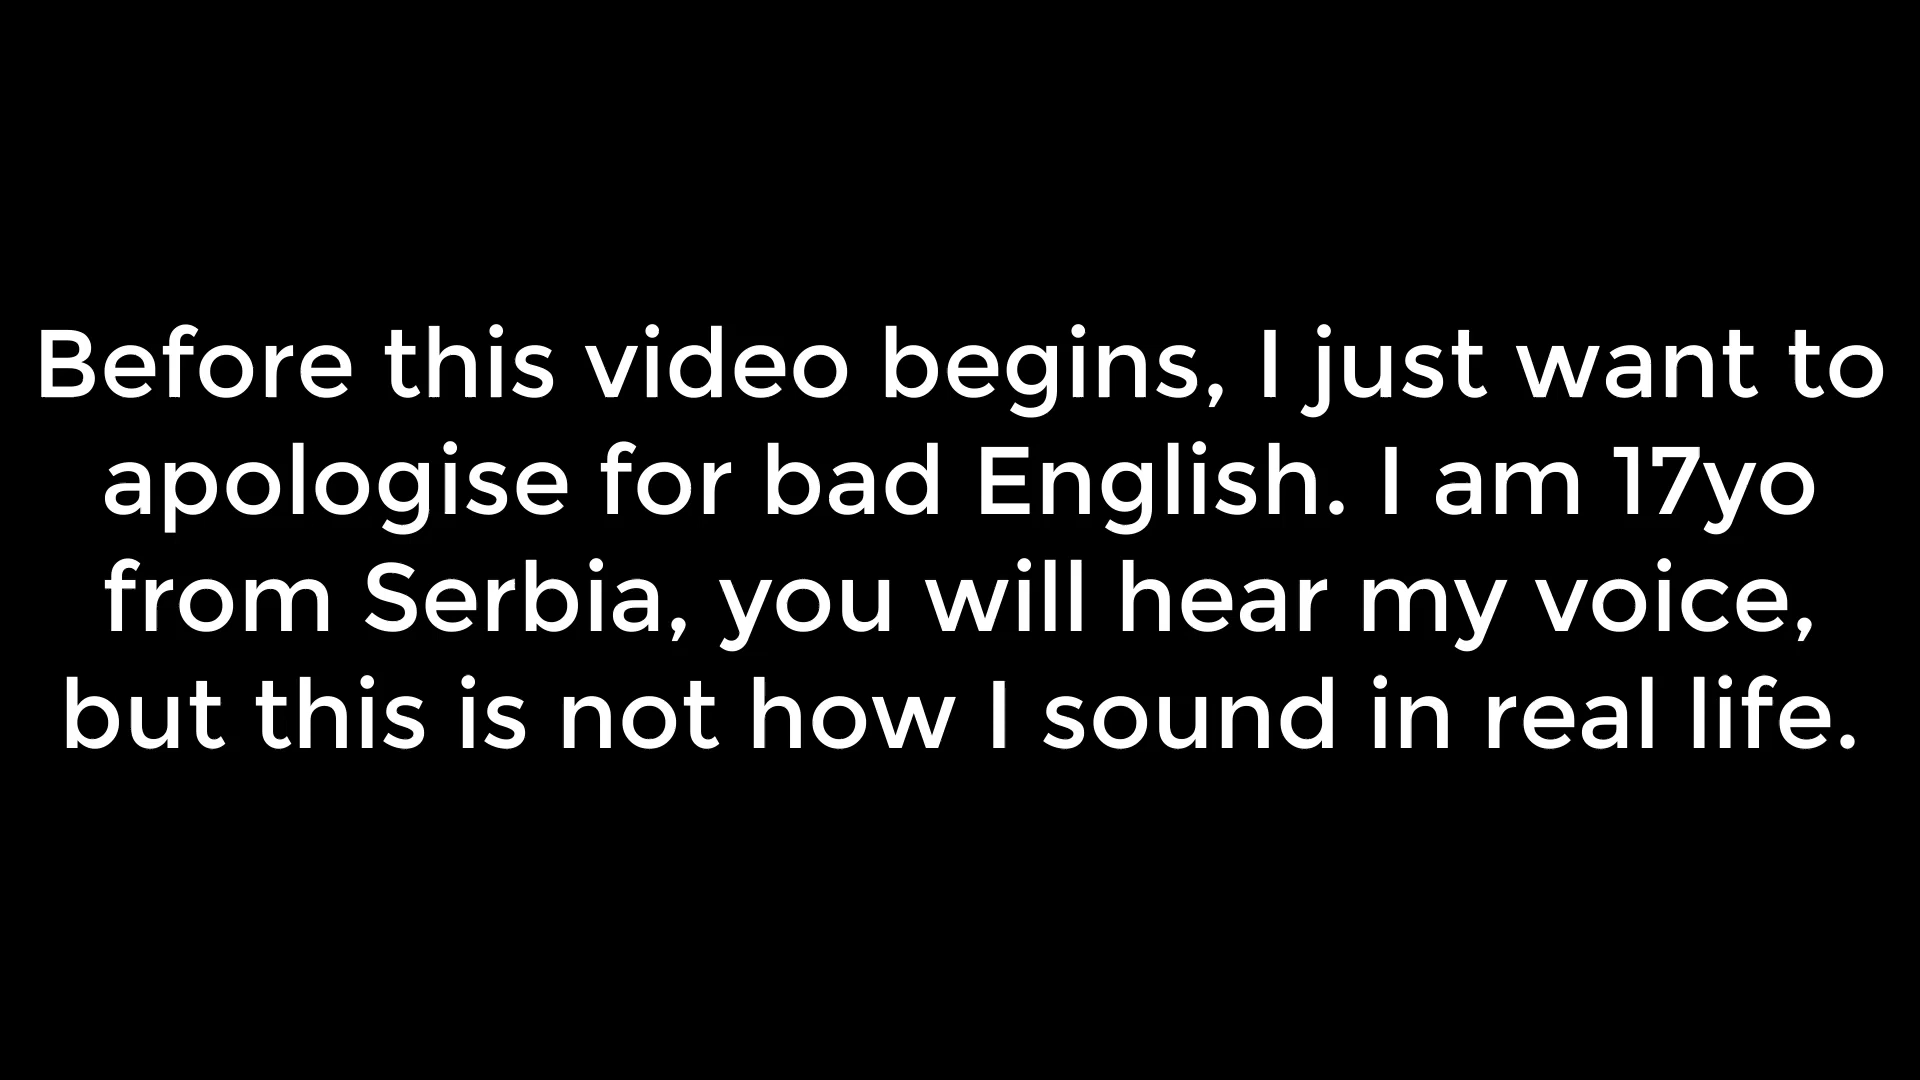 Before this video begins, I just want to
apologise for bad English. I am 17yo
from Serbia, you will hear my voice,
but this is not how I sound in real life.